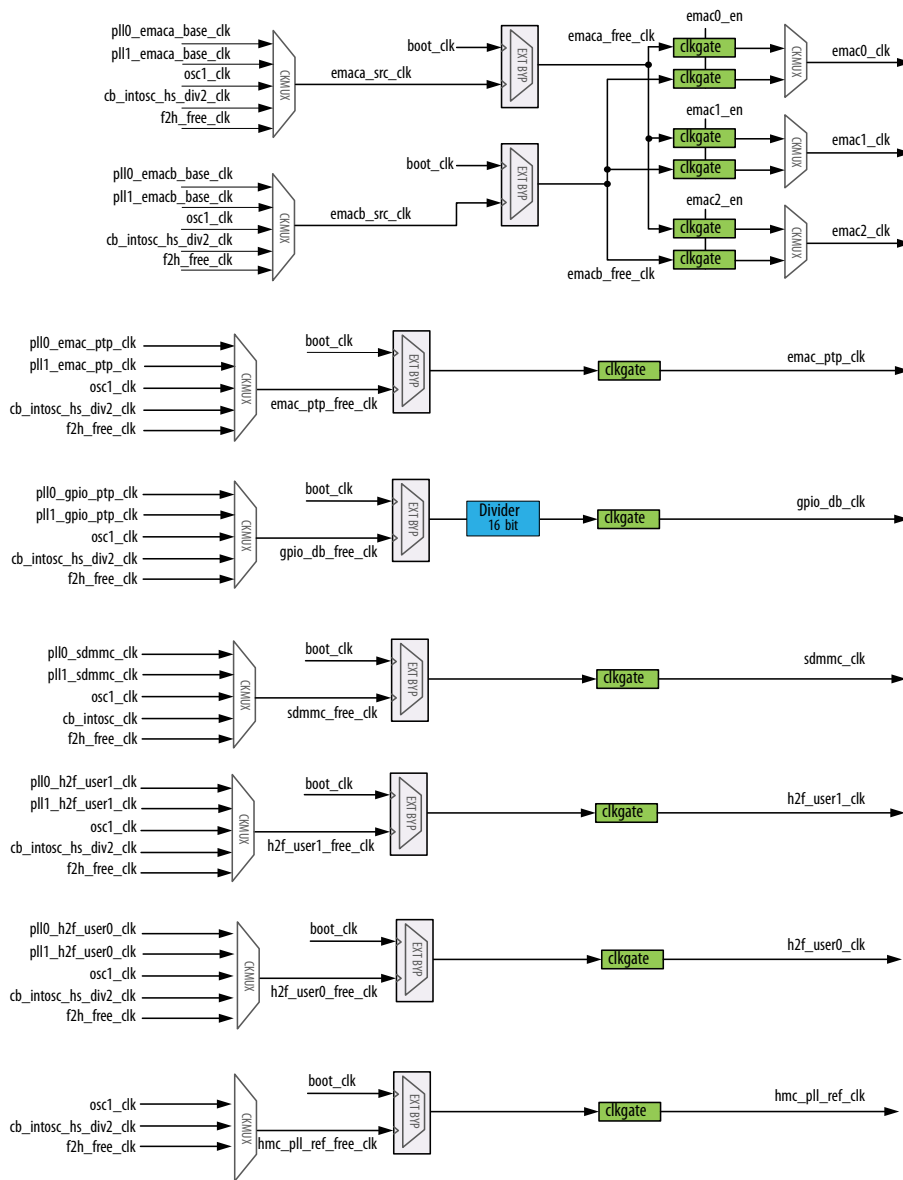 pll0_emaca_base_clk
pll1_emaca_base_clk
osc1_clk
cb_intosc_hs_div2_clk
f2h_free_clk
CKMUX
emaca_src_clk
boot_clk
EXT BYP
emaca_free_clk
emac0_en
clkgate
clkgate
CKMUX
emac0_clk
emac1_en
clkgate
clkgate
CKMUX
emac1_clk
pll0_emacb_base_clk
pll1_emacb_base_clk
osc1_clk
cb_intosc_hs_div2_clk
f2h_free_clk
CKMUX
emacb_src_clk
boot_clk
EXT BYP
emacb_free_clk
emac2_en
clkgate
clkgate
CKMUX
emac2_clk
pll0_emac_ptp_clk
pll1_emac_ptp_clk
osc1_clk
cb_intosc_hs_div2_clk
f2h_free_clk
CKMUX
boot_clk
emac_ptp_free_clk
EXT BYP
clkgate
emac_ptp_clk
pll0_gpio_ptp_clk
pll1_gpio_ptp_clk
osc1_clk
cb_intosc_hs_div2_clk
f2h_free_clk
CKMUX
boot_clk
gpio_db_free_clk
EXT BYP
Divider
16 bit
clkgate
gpio_db_clk
pll0_sdmmc_clk
pll1_sdmmc_clk
osc1_clk
cb_intosc_clk
f2h_free_clk
CKMUX
boot_clk
sdmmc_free_clk
EXT BYP
clkgate
sdmmc_clk
pll0_h2f_user1_clk
pll1_h2f_user1_clk
osc1_clk
cb_intosc_hs_div2_clk
f2h_free_clk
CKMUX
boot_clk
h2f_user1_free_clk
EXT BYP
clkgate
h2f_user1_clk
pll0_h2f_user0_clk
pll1_h2f_user0_clk
osc1_clk
cb_intosc_hs_div2_clk
f2h_free_clk
CKMUX
boot_clk
h2f_user0_free_clk
EXT BYP
clkgate
h2f_user0_clk
osc1_clk
cb_intosc_hs_div2_clk
f2h_free_clk
CKMUX
boot_clk
hmc_pll_ref_free_clk
EXT BYP
clkgate
hmc_pll_ref_clk